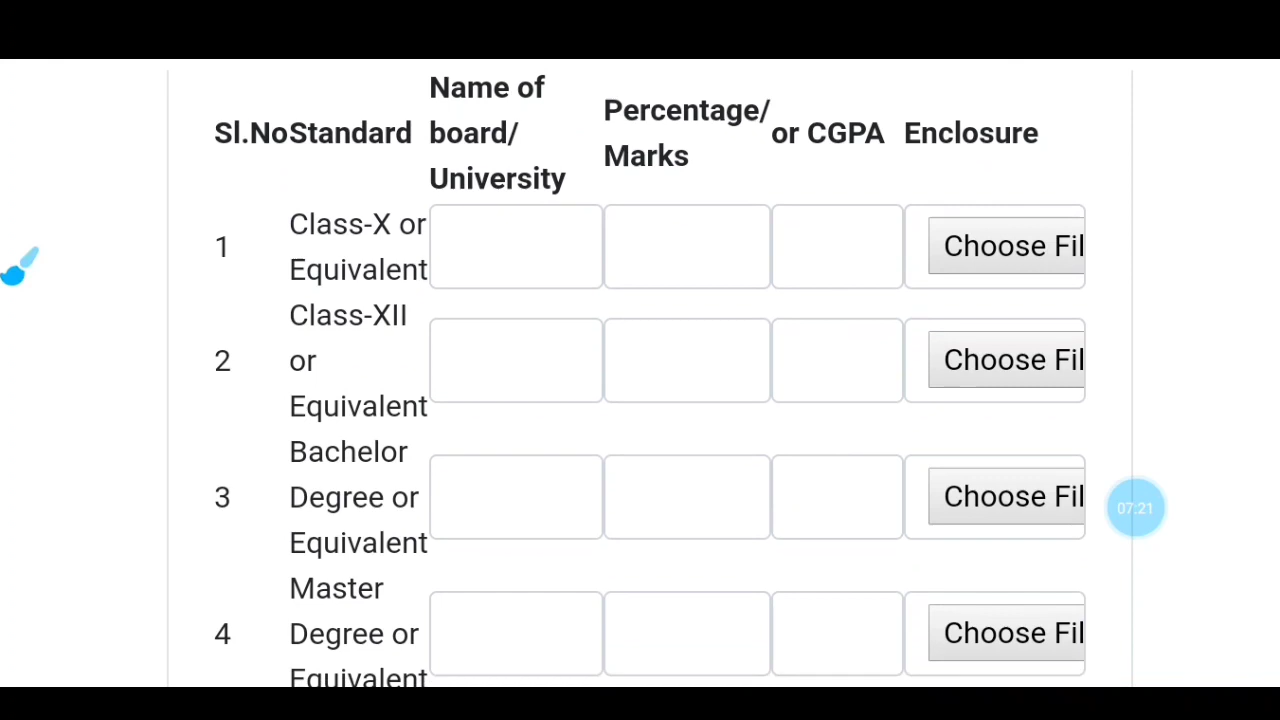 Sl.No Standard Name of board/ University Percentage/ Marks or CGPA Enclosure
1 Class-X or Equivalent Choose Fil
2 Class-XII or Equivalent Choose Fil
3 Bachelor Degree or Equivalent Choose Fil
4 Master Degree or Equivalent Choose Fil
07:21